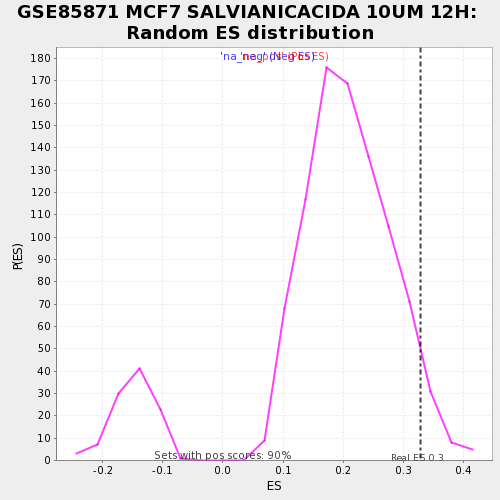 GSE85871 MCF7 SALVIANICACIDA 10UM 12H:
Random ES distribution
P(ES)
180
170
160
150
140
130
120
110
100
90
80
70
60
50
40
30
20
10
0
Sets with pos scores: 90%
Real ES 0.3
-0.2 -0.1 0.0 0.1 0.2 0.3 0.4
ES